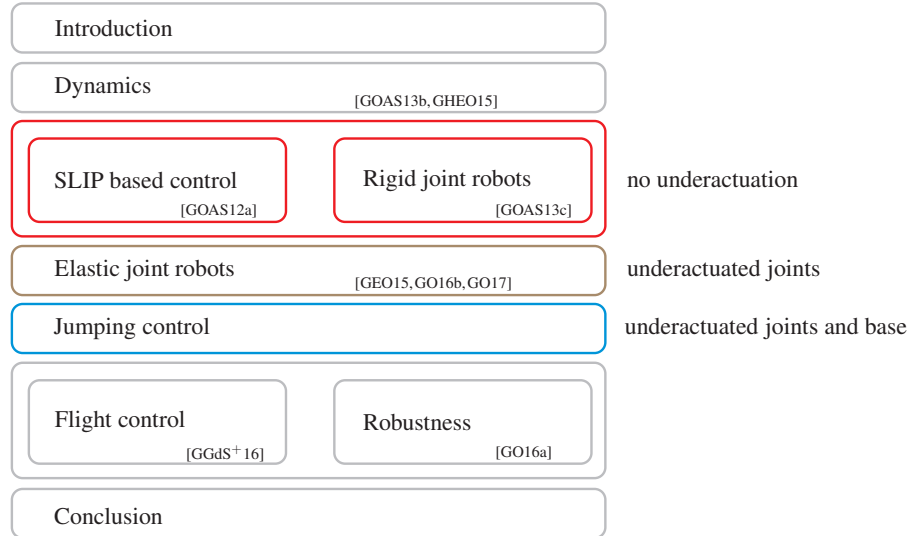 Introduction
Dynamics
[GOAS13b, GHEO15]
SLIP based control
[GOAS12a]
Rigid joint robots
[GOAS13c]
no underactuation
Elastic joint robots
[GEO15, GO16b, GO17]
underactuated joints
Jumping control
underactuated joints and base
Flight control
[GGdS+16]
Robustness
[GO16a]
Conclusion